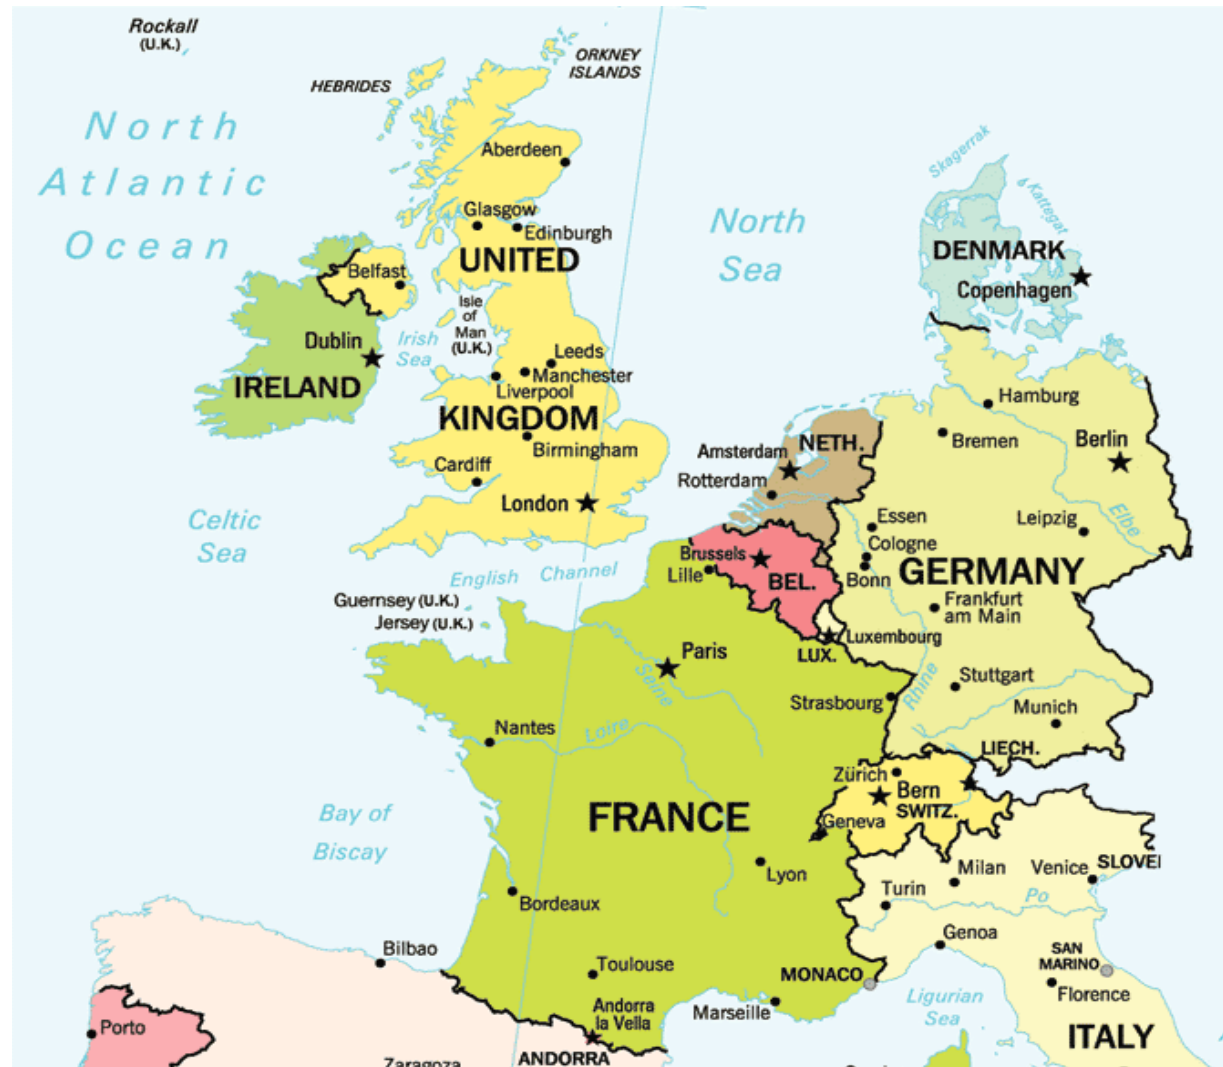 Rockall
(U.K.)
ORKNEY
ISLANDS
HEBRIDES
North
Atlantic
Ocean
Aberdeen
Skagerrak
Kattegat
Glasgow
Edinburgh
UNITED
North
Sea
DENMARK
Copenhagen
Belfast
Isle
of
Man
(U.K.)
Dublin
Irish
Sea
Leeds
Manchester
Liverpool
IRELAND
KINGDOM
Birmingham
Cardiff
London
Hamburg
Bremen
Berlin
Amsterdam
NETH.
Rotterdam
Celtic
Sea
Essen
Cologne
Bonn
Leipzig
Elbe
English Channel
Brussels
Lille
BEL.
GERMANY
Guernsey (U.K.)
Jersey (U.K.)
Frankfurt
am Main
Luxembourg
LUX.
Paris
Seine
Strasbourg
Rhine
Stuttgart
Munich
Nantes
Loire
LIECH.
Zürich
Bern
SWITZ.
Geneva
Bay of
Biscay
FRANCE
Lyon
Milan
Venice
SLOVE
Turin
Po
Bordeaux
Genoa
SAN
MARINO
Bilbao
Toulouse
MONACO
Florence
Andorra
la Vella
Marseille
Ligurian
Sea
Porto
ANDORRA
ITALY
Zaragoza